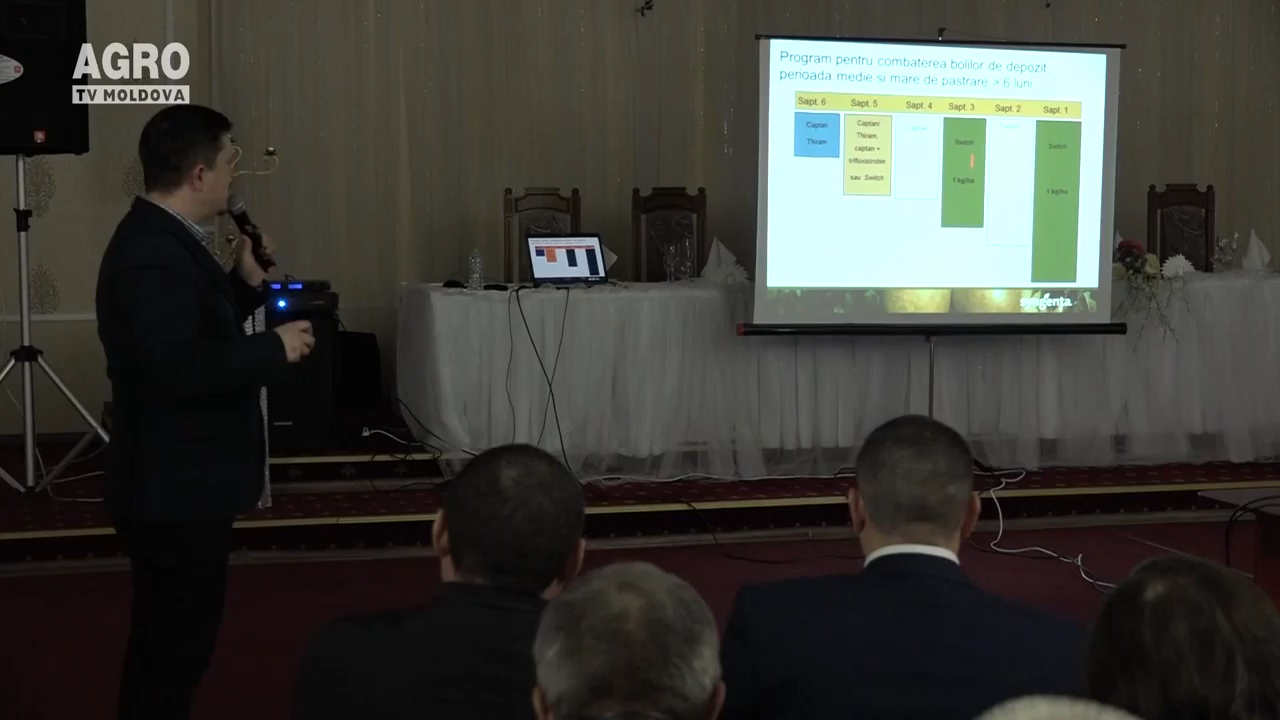 AGRO
TV MOLDOVA
Program pentru combaterea bolilor de depozit,
perioada medie si mare de pastrare > 6 luni
Sapt. 6 Sapt. 5 Sapt. 4 Sapt. 3 Sapt. 2 Sapt. 1
Captan
Thiram
Captan/
Thiram,
captan +
trifloxistrobin
sau Switch
Switch
1 kg/ha
Switch
1 kg/ha
syngenta